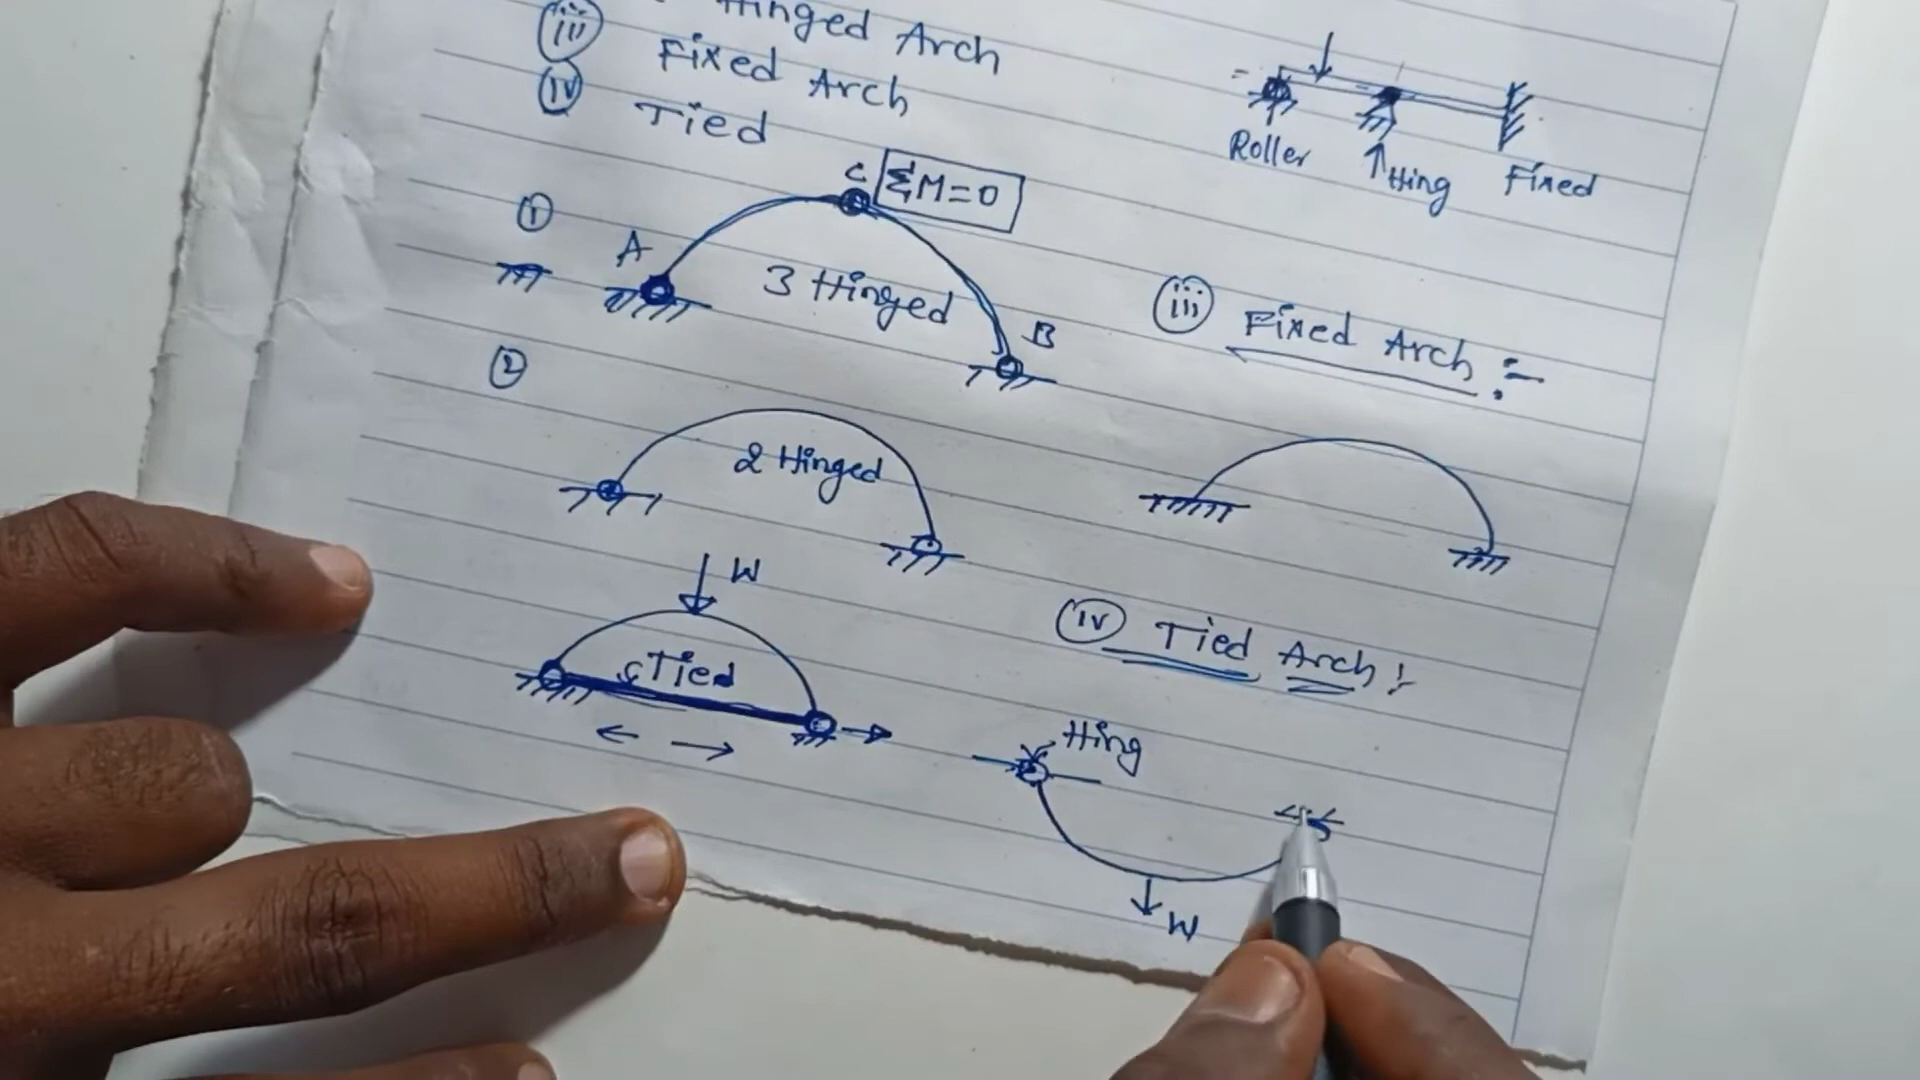 Hinged Arch
(iii) Fixed Arch
(iv) Tied
Roller
Hing
Fixed
①
A
C
ΣM=0
3 Hinged
B
②
2 Hinged
(iii) Fixed Arch :-
W
Tied
(iv) Tied Arch :-
Hing
W